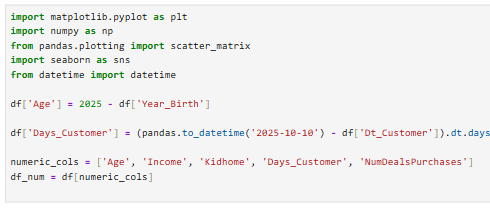 import matplotlib.pyplot as plt
import numpy as np
from pandas.plotting import scatter_matrix
import seaborn as sns
from datetime import datetime
df['Age'] = 2025 - df['Year_Birth']
df['Days_Customer'] = (pandas.to_datetime('2025-10-10') - df['Dt_Customer']).dt.days
numeric_cols = ['Age', 'Income', 'Kidhome', 'Days_Customer', 'NumDealsPurchases']
df_num = df[numeric_cols]